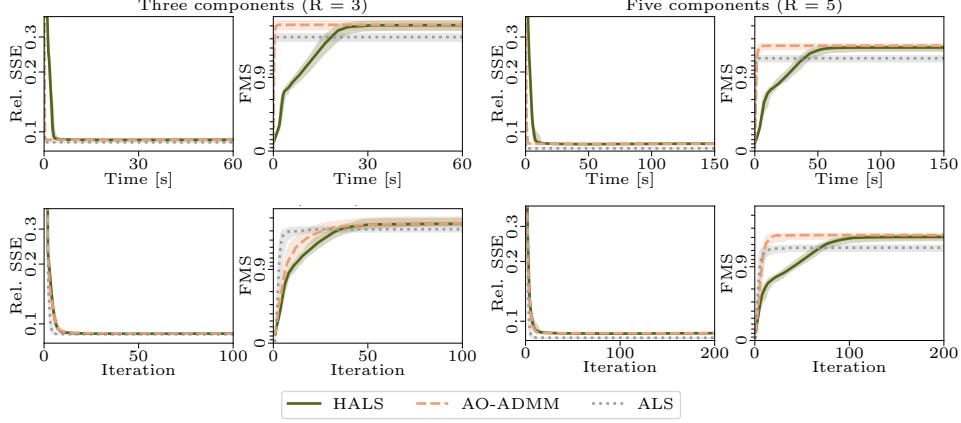 Three components (R = 3)
Five components (R = 5)
Rel. SSE
0.3
0.2
0.1
0 30 60
Time [s]
FMS
0.9
0
0 30 60
Time [s]
Rel. SSE
0.3
0.2
0.1
0 50 100 150
Time [s]
FMS
0.9
0
0 50 100 150
Time [s]
Rel. SSE
0.3
0.2
0.1
0 50 100
Iteration
FMS
0.9
0
0 50 100
Iteration
Rel. SSE
0.3
0.2
0.1
0 100 200
Iteration
FMS
0.9
0
0 100 200
Iteration
HALS AO-ADMM ALS